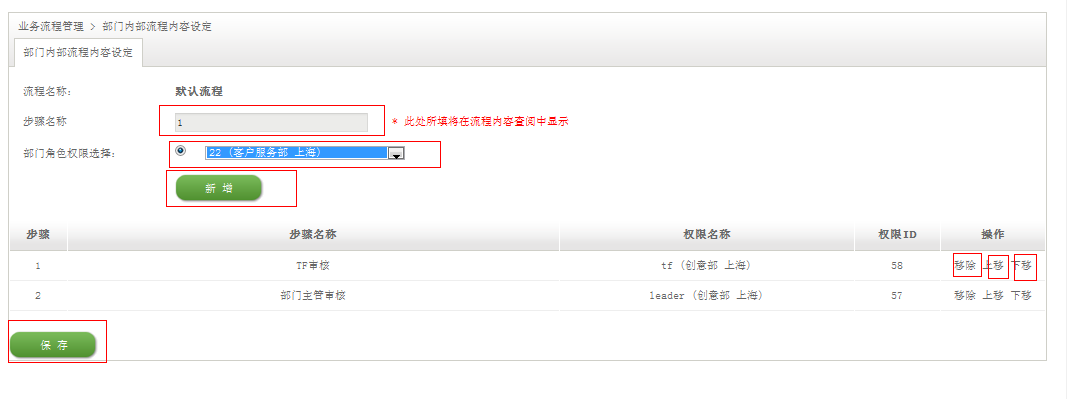 业务流程管理 > 部门内部流程内容设定
部门内部流程内容设定
流程名称： 默认流程
步骤名称 1 * 此处所填将在流程内容查阅中显示
部门角色权限选择： 22 (客户服务部 上海)
新 增
步骤 步骤名称 权限名称 权限ID 操作
1 TF审核 tf (创意部 上海) 58 移除 上移 下移
2 部门主管审核 leader (创意部 上海) 57 移除 上移 下移
保 存